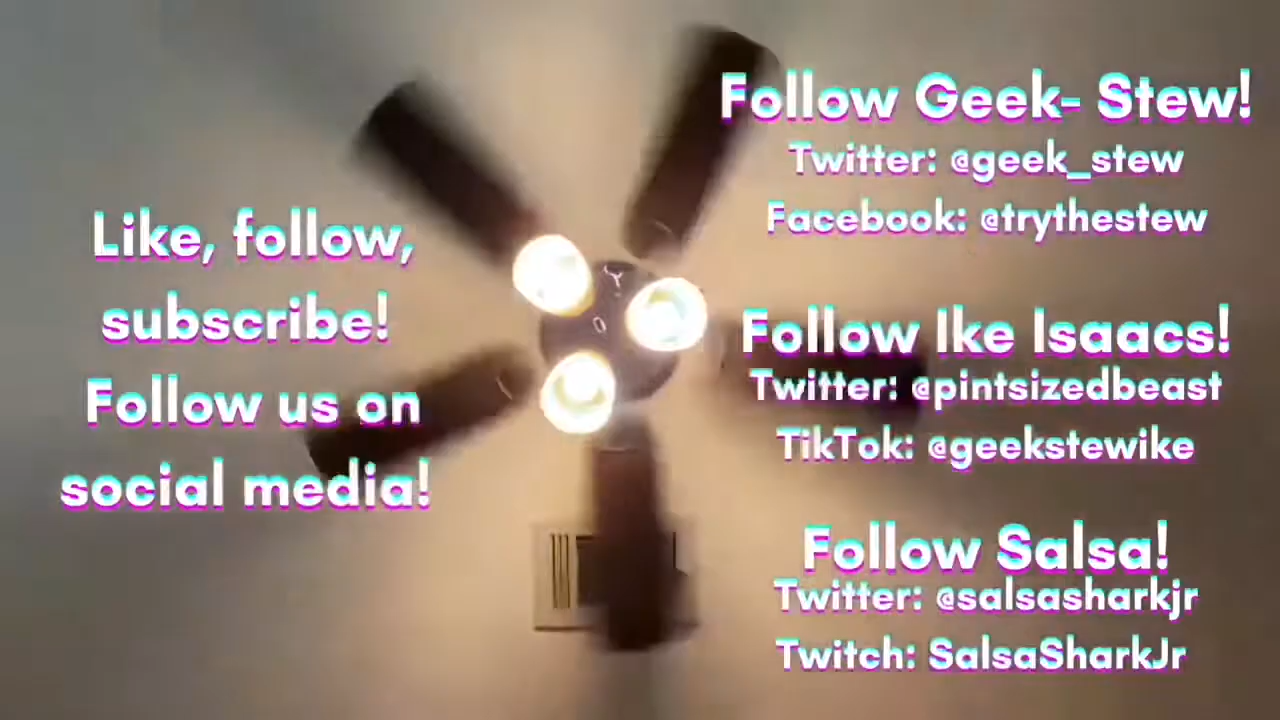 Like, follow,
subscribe!
Follow us on
social media!
Follow Geek- Stew!
Twitter: @geek_stew
Facebook: @trythestew
Follow Ike Isaacs!
Twitter: @pintsizedbeast
TikTok: @geekstewike
Follow Salsa!
Twitter: @salsasharkjr
Twitch: SalsaSharkJr